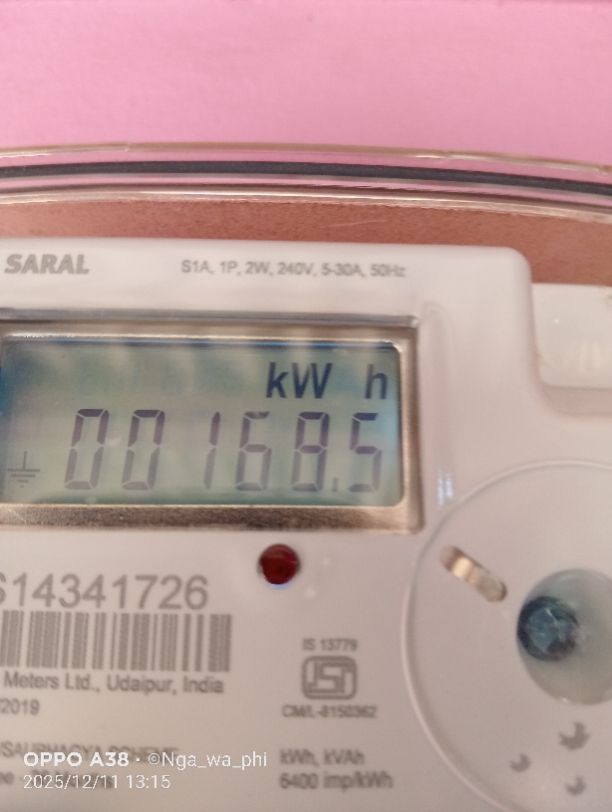 SARAL
S1A, 1P, 2W, 240V, 5-30A, 50Hz
kW h
00168.5
S14341726
Meters Ltd., Udaipur, India
/2019
IS 13779
ISI
CM/L-8150362
kWh, kVAh
6400 imp/kWh
OPPO A38 · ©Nga_wa_phi
2025/12/11 13:15